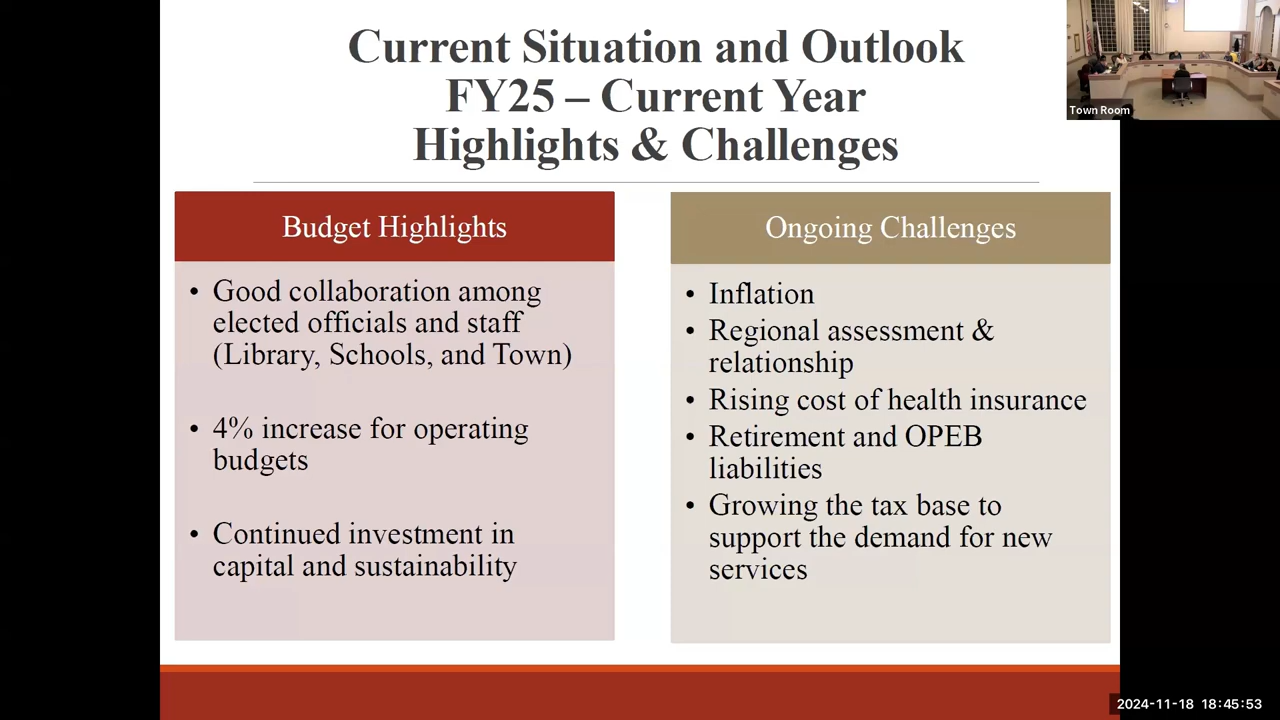 Current Situation and Outlook
FY25 – Current Year
Highlights & Challenges
Town Room
Budget Highlights
• Good collaboration among
elected officials and staff
(Library, Schools, and Town)
• 4% increase for operating
budgets
• Continued investment in
capital and sustainability
Ongoing Challenges
• Inflation
• Regional assessment &
relationship
• Rising cost of health insurance
• Retirement and OPEB
liabilities
• Growing the tax base to
support the demand for new
services
2024-11-18 18:45:53